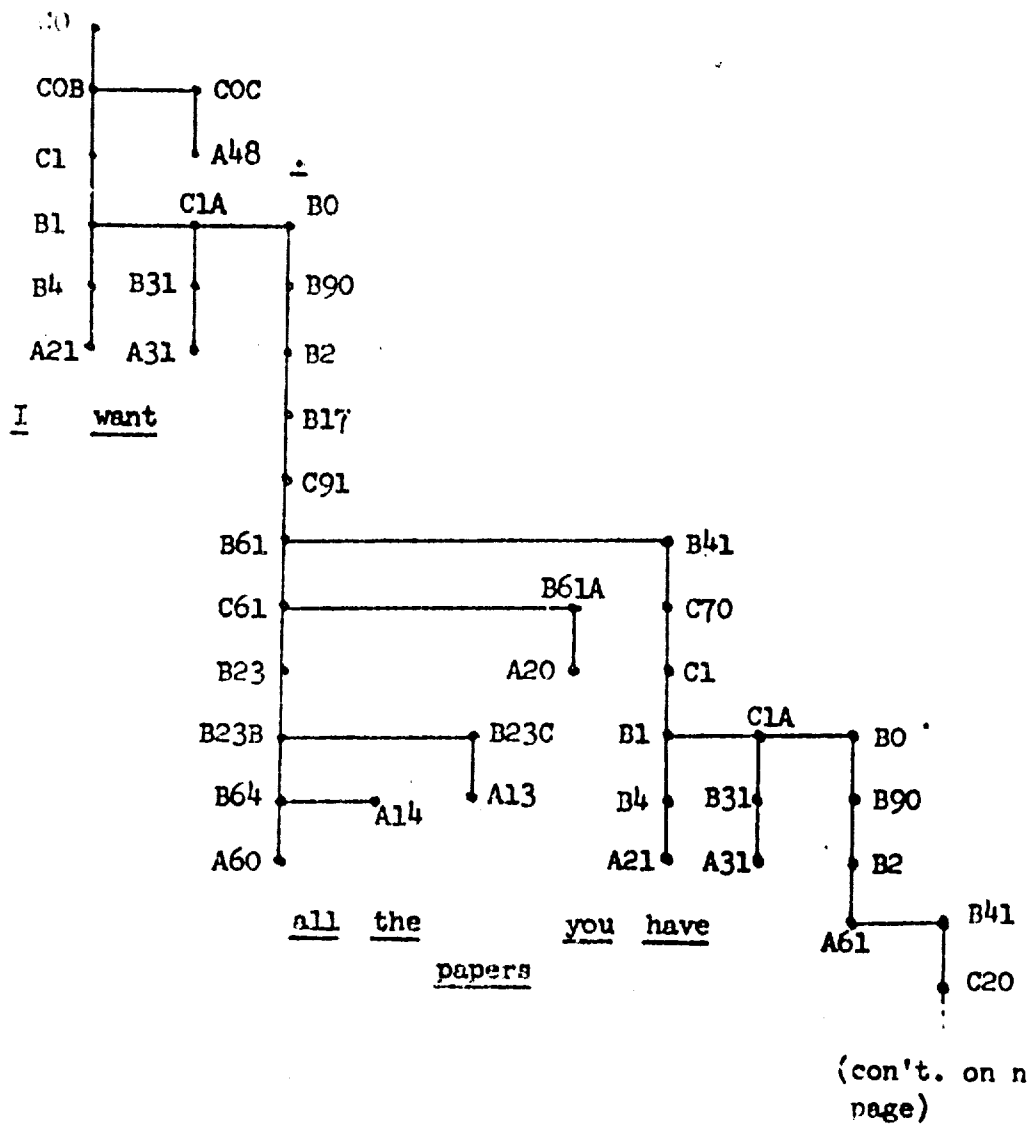 COB COC
C1 A48 .
C1A B0
B1
B4 B31 B90
A21 A31 B2
I want B17
C91
B61 B41
B61A
C61 C70
B23 A20 C1
C1A
B23B B23C B1 B0
B64 A14 A13 B4 B31 B90
A60 A21 A31 B2
all the you have B41
A61
papers
C20
(con't. on n
page)